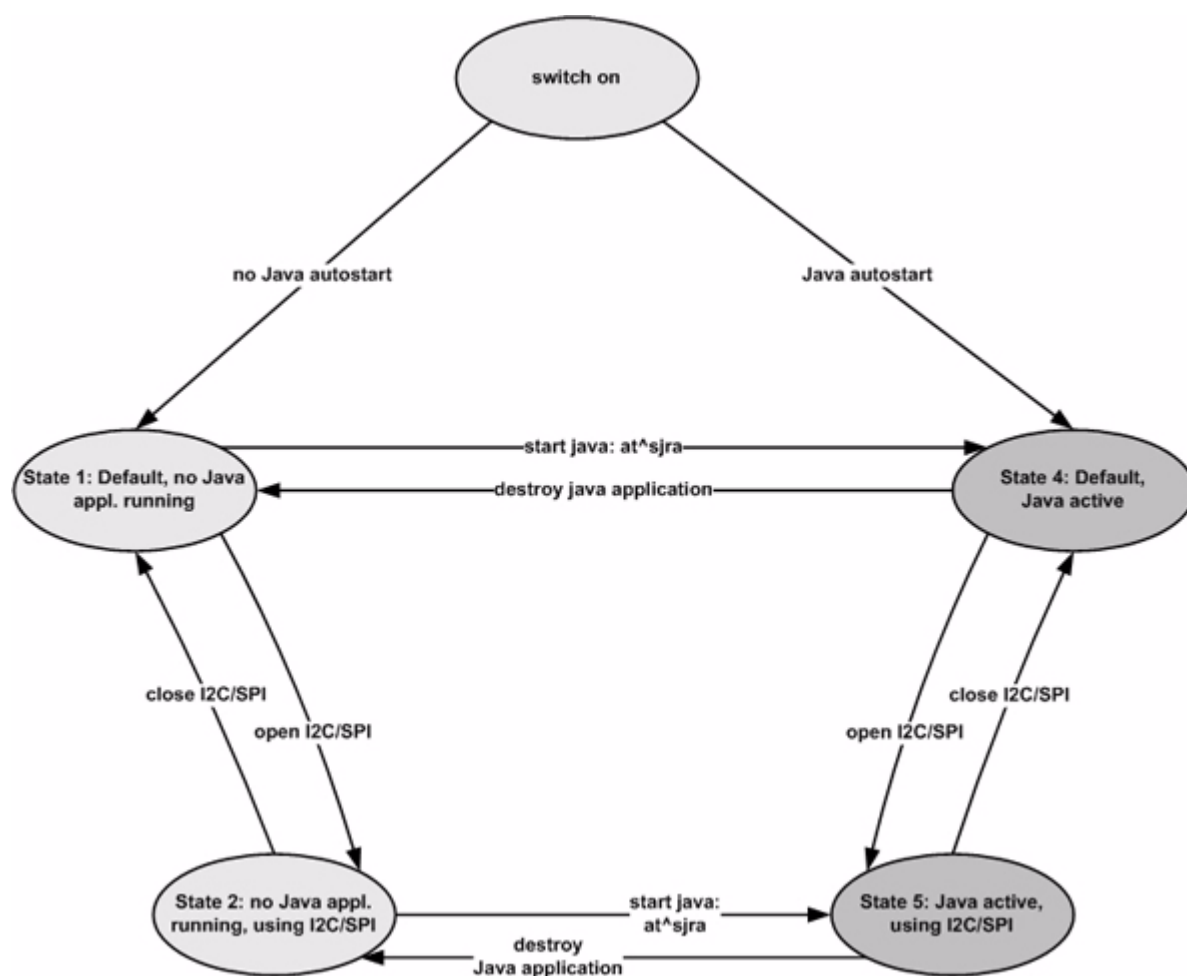 switch on
no Java autostart
Java autostart
State 1: Default, no Java
appl. running
start java: at^sjra
destroy java application
State 4: Default,
Java active
close I2C/SPI
open I2C/SPI
open I2C/SPI
close I2C/SPI
State 2: no Java appl.
running, using I2C/SPI
start java:
at^sjra
destroy
Java application
State 5: Java active,
using I2C/SPI